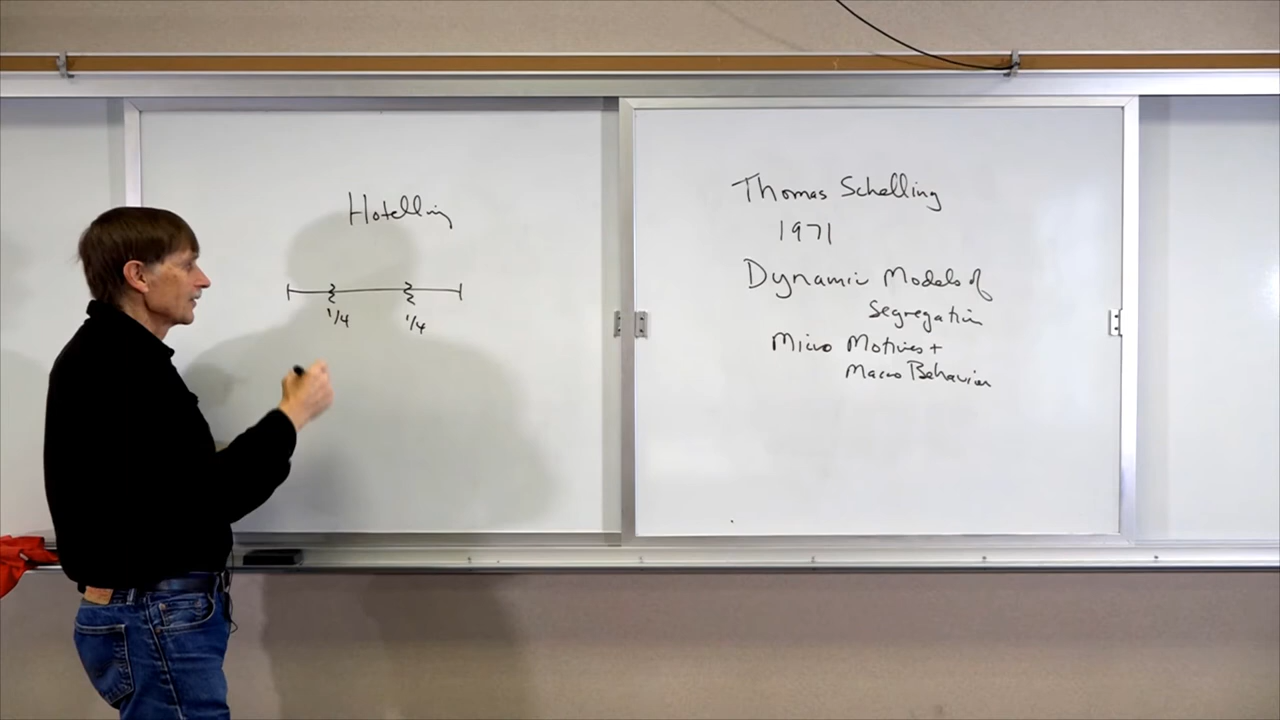 Hotelling
1/4 1/4
Thomas Schelling
1971
Dynamic Models of
Segregation
Micro Motives +
Macro Behavior